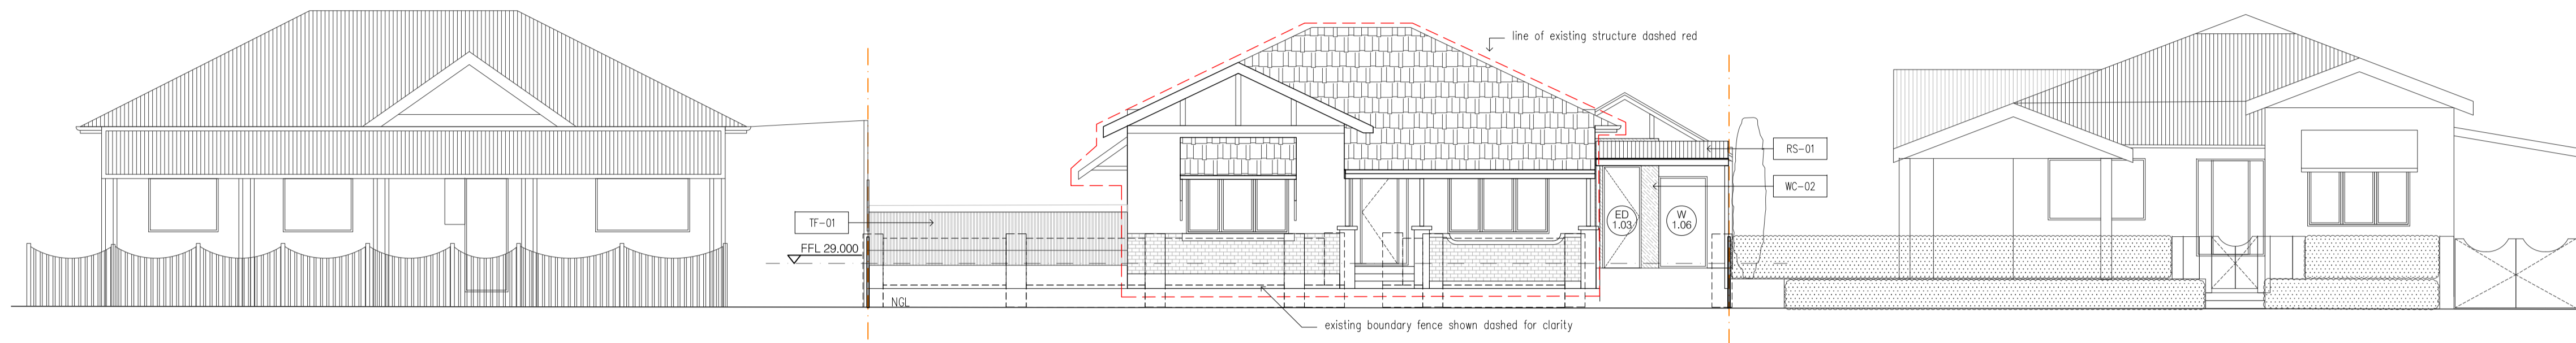 line of existing structure dashed red
RS-01
WC-02
TF-01
ED
1.03
W
1.06
FFL 29.000
NGL
existing boundary fence shown dashed for clarity